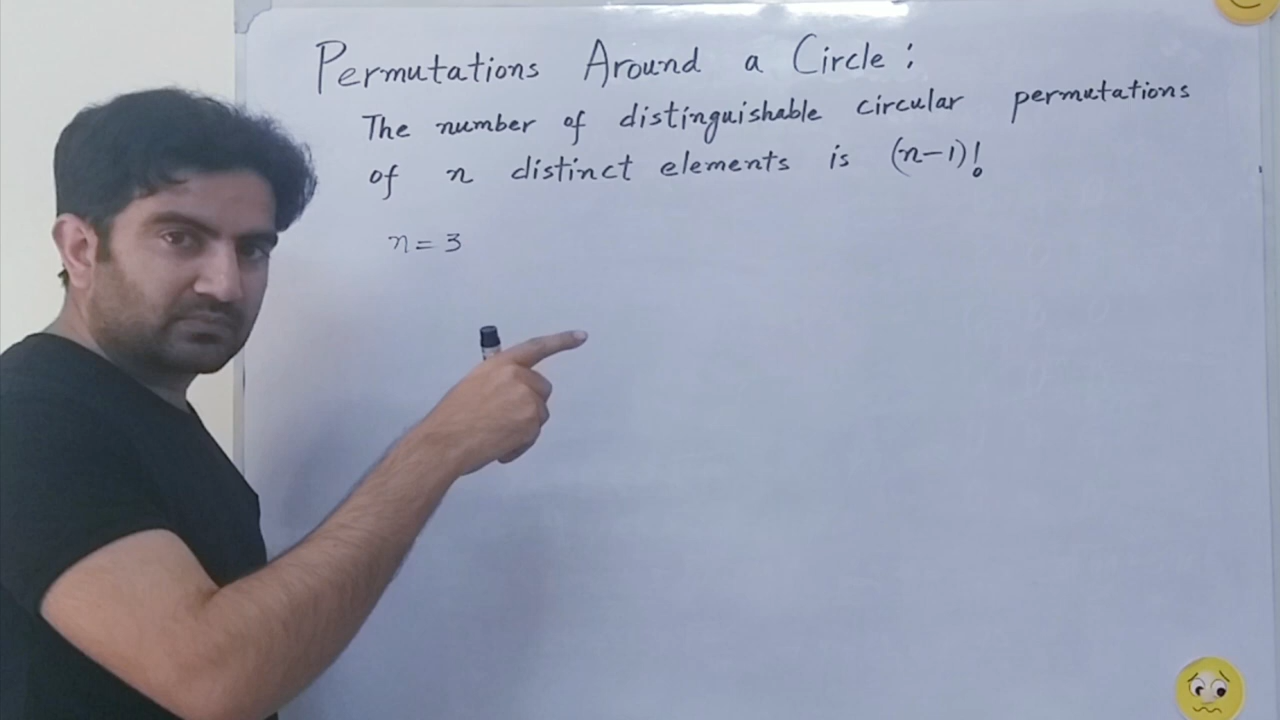 Permutations Around a Circle :
The number of distinguishable circular permutations
of n distinct elements is (n-1)!
n = 3